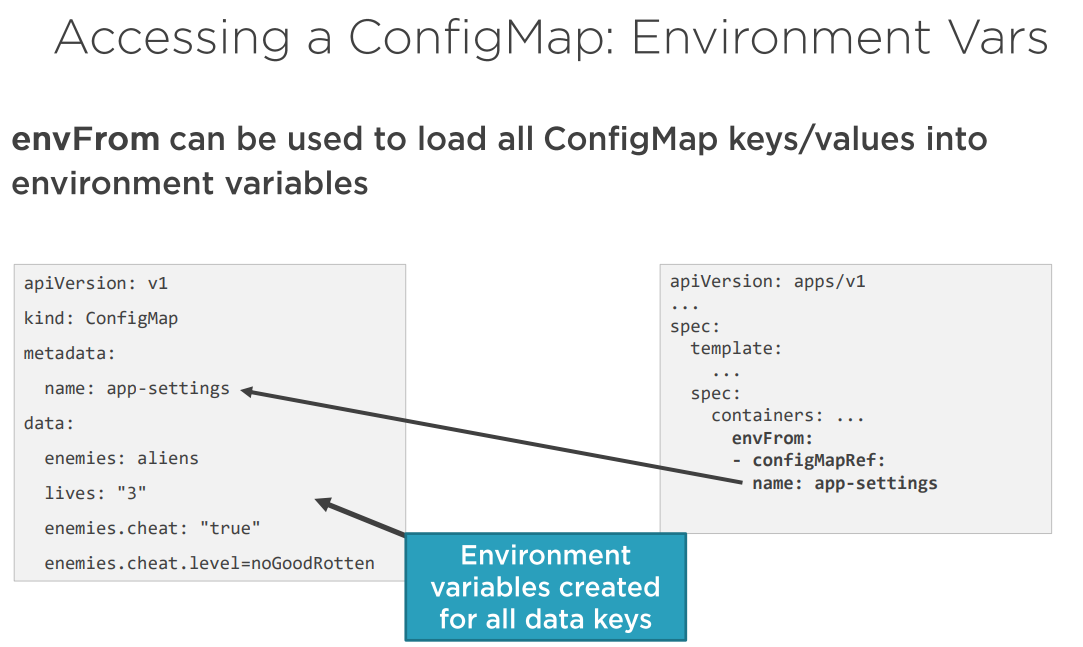 Accessing a ConfigMap: Environment Vars
envFrom can be used to load all ConfigMap keys/values into
environment variables
apiVersion: v1
kind: ConfigMap
metadata:
  name: app-settings
data:
  enemies: aliens
  lives: "3"
  enemies.cheat: "true"
  enemies.cheat.level=noGoodRotten
apiVersion: apps/v1
...
spec:
  template:
    ...
  spec:
    containers: ...
      envFrom:
      - configMapRef:
        name: app-settings
Environment
variables created
for all data keys